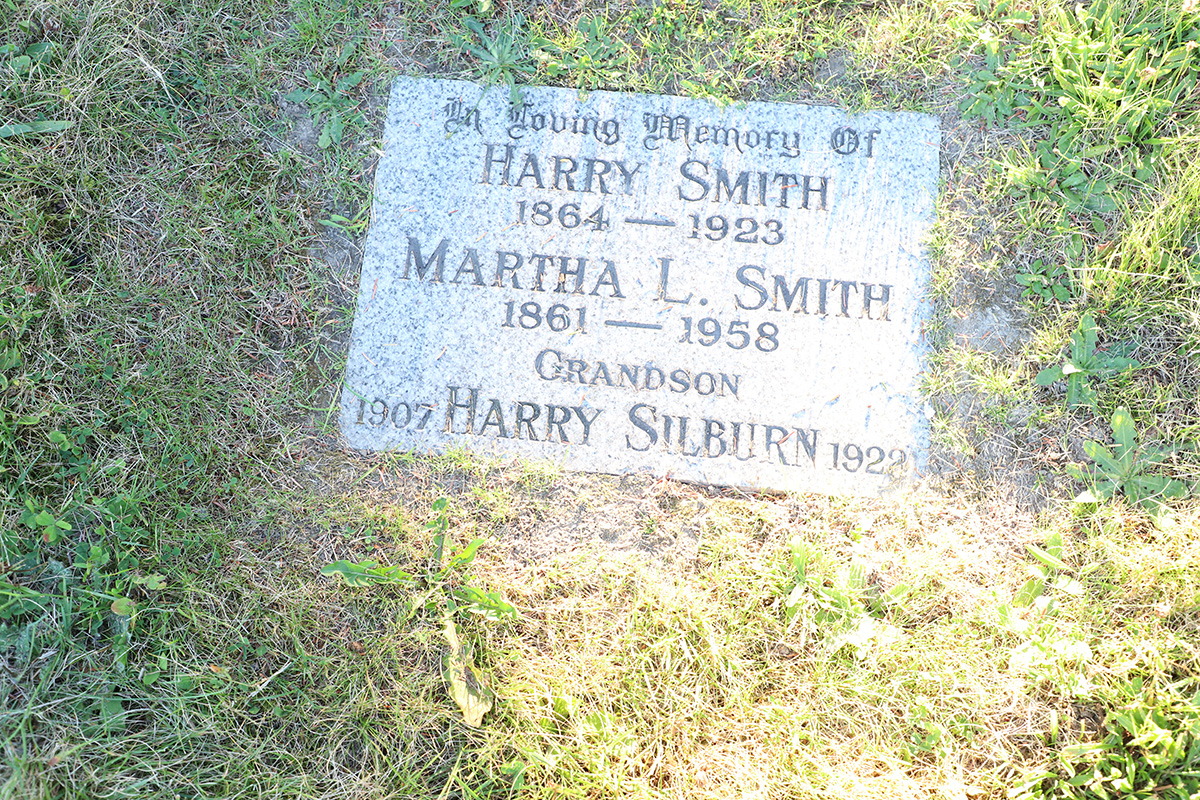 In Loving Memory Of
HARRY SMITH
1864 — 1923
MARTHA L. SMITH
1861 — 1958
GRANDSON
1907 HARRY SILBURN 1922